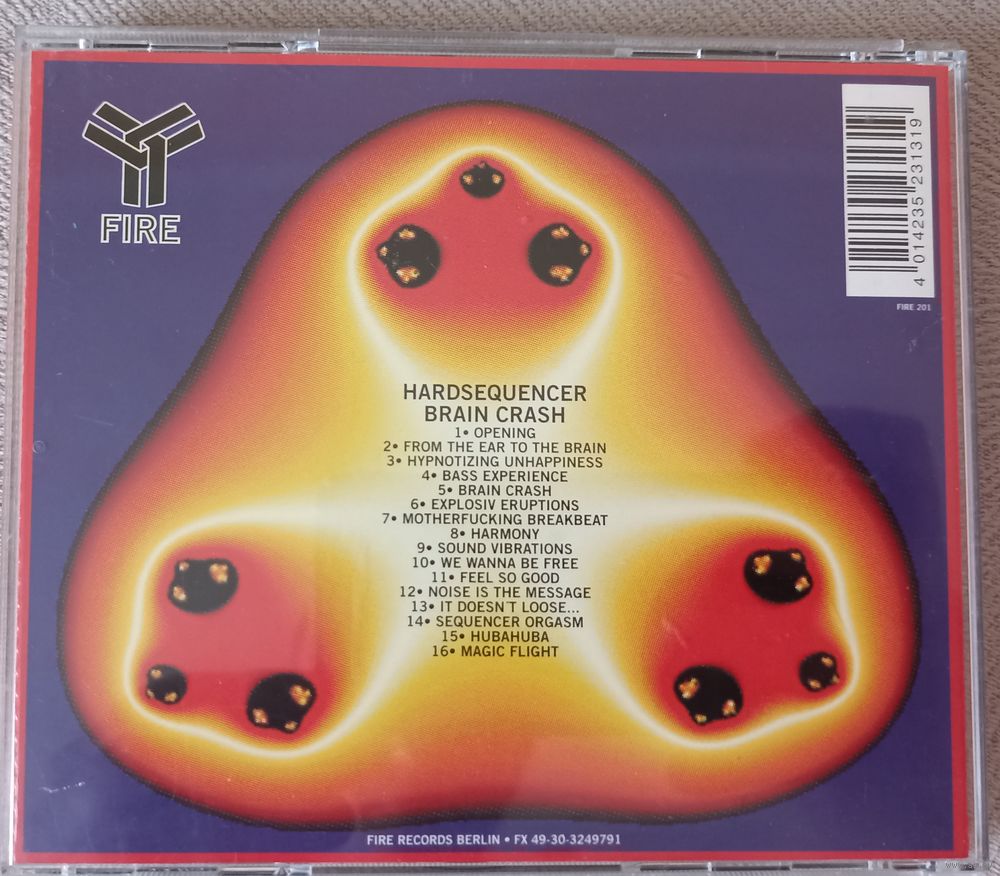 FIRE
4 014235 231319
FIRE 201
HARDSEQUENCER
BRAIN CRASH
1• OPENING
2• FROM THE EAR TO THE BRAIN
3• HYPNOTIZING UNHAPPINESS
4• BASS EXPERIENCE
5• BRAIN CRASH
6• EXPLOSIV ERUPTIONS
7• MOTHERFUCKING BREAKBEAT
8• HARMONY
9• SOUND VIBRATIONS
10• WE WANNA BE FREE
11• FEEL SO GOOD
12• NOISE IS THE MESSAGE
13• IT DOESN´T LOOSE...
14• SEQUENCER ORGASM
15• HUBAHUBA
16• MAGIC FLIGHT
FIRE RECORDS BERLIN • FX 49-30-3249791